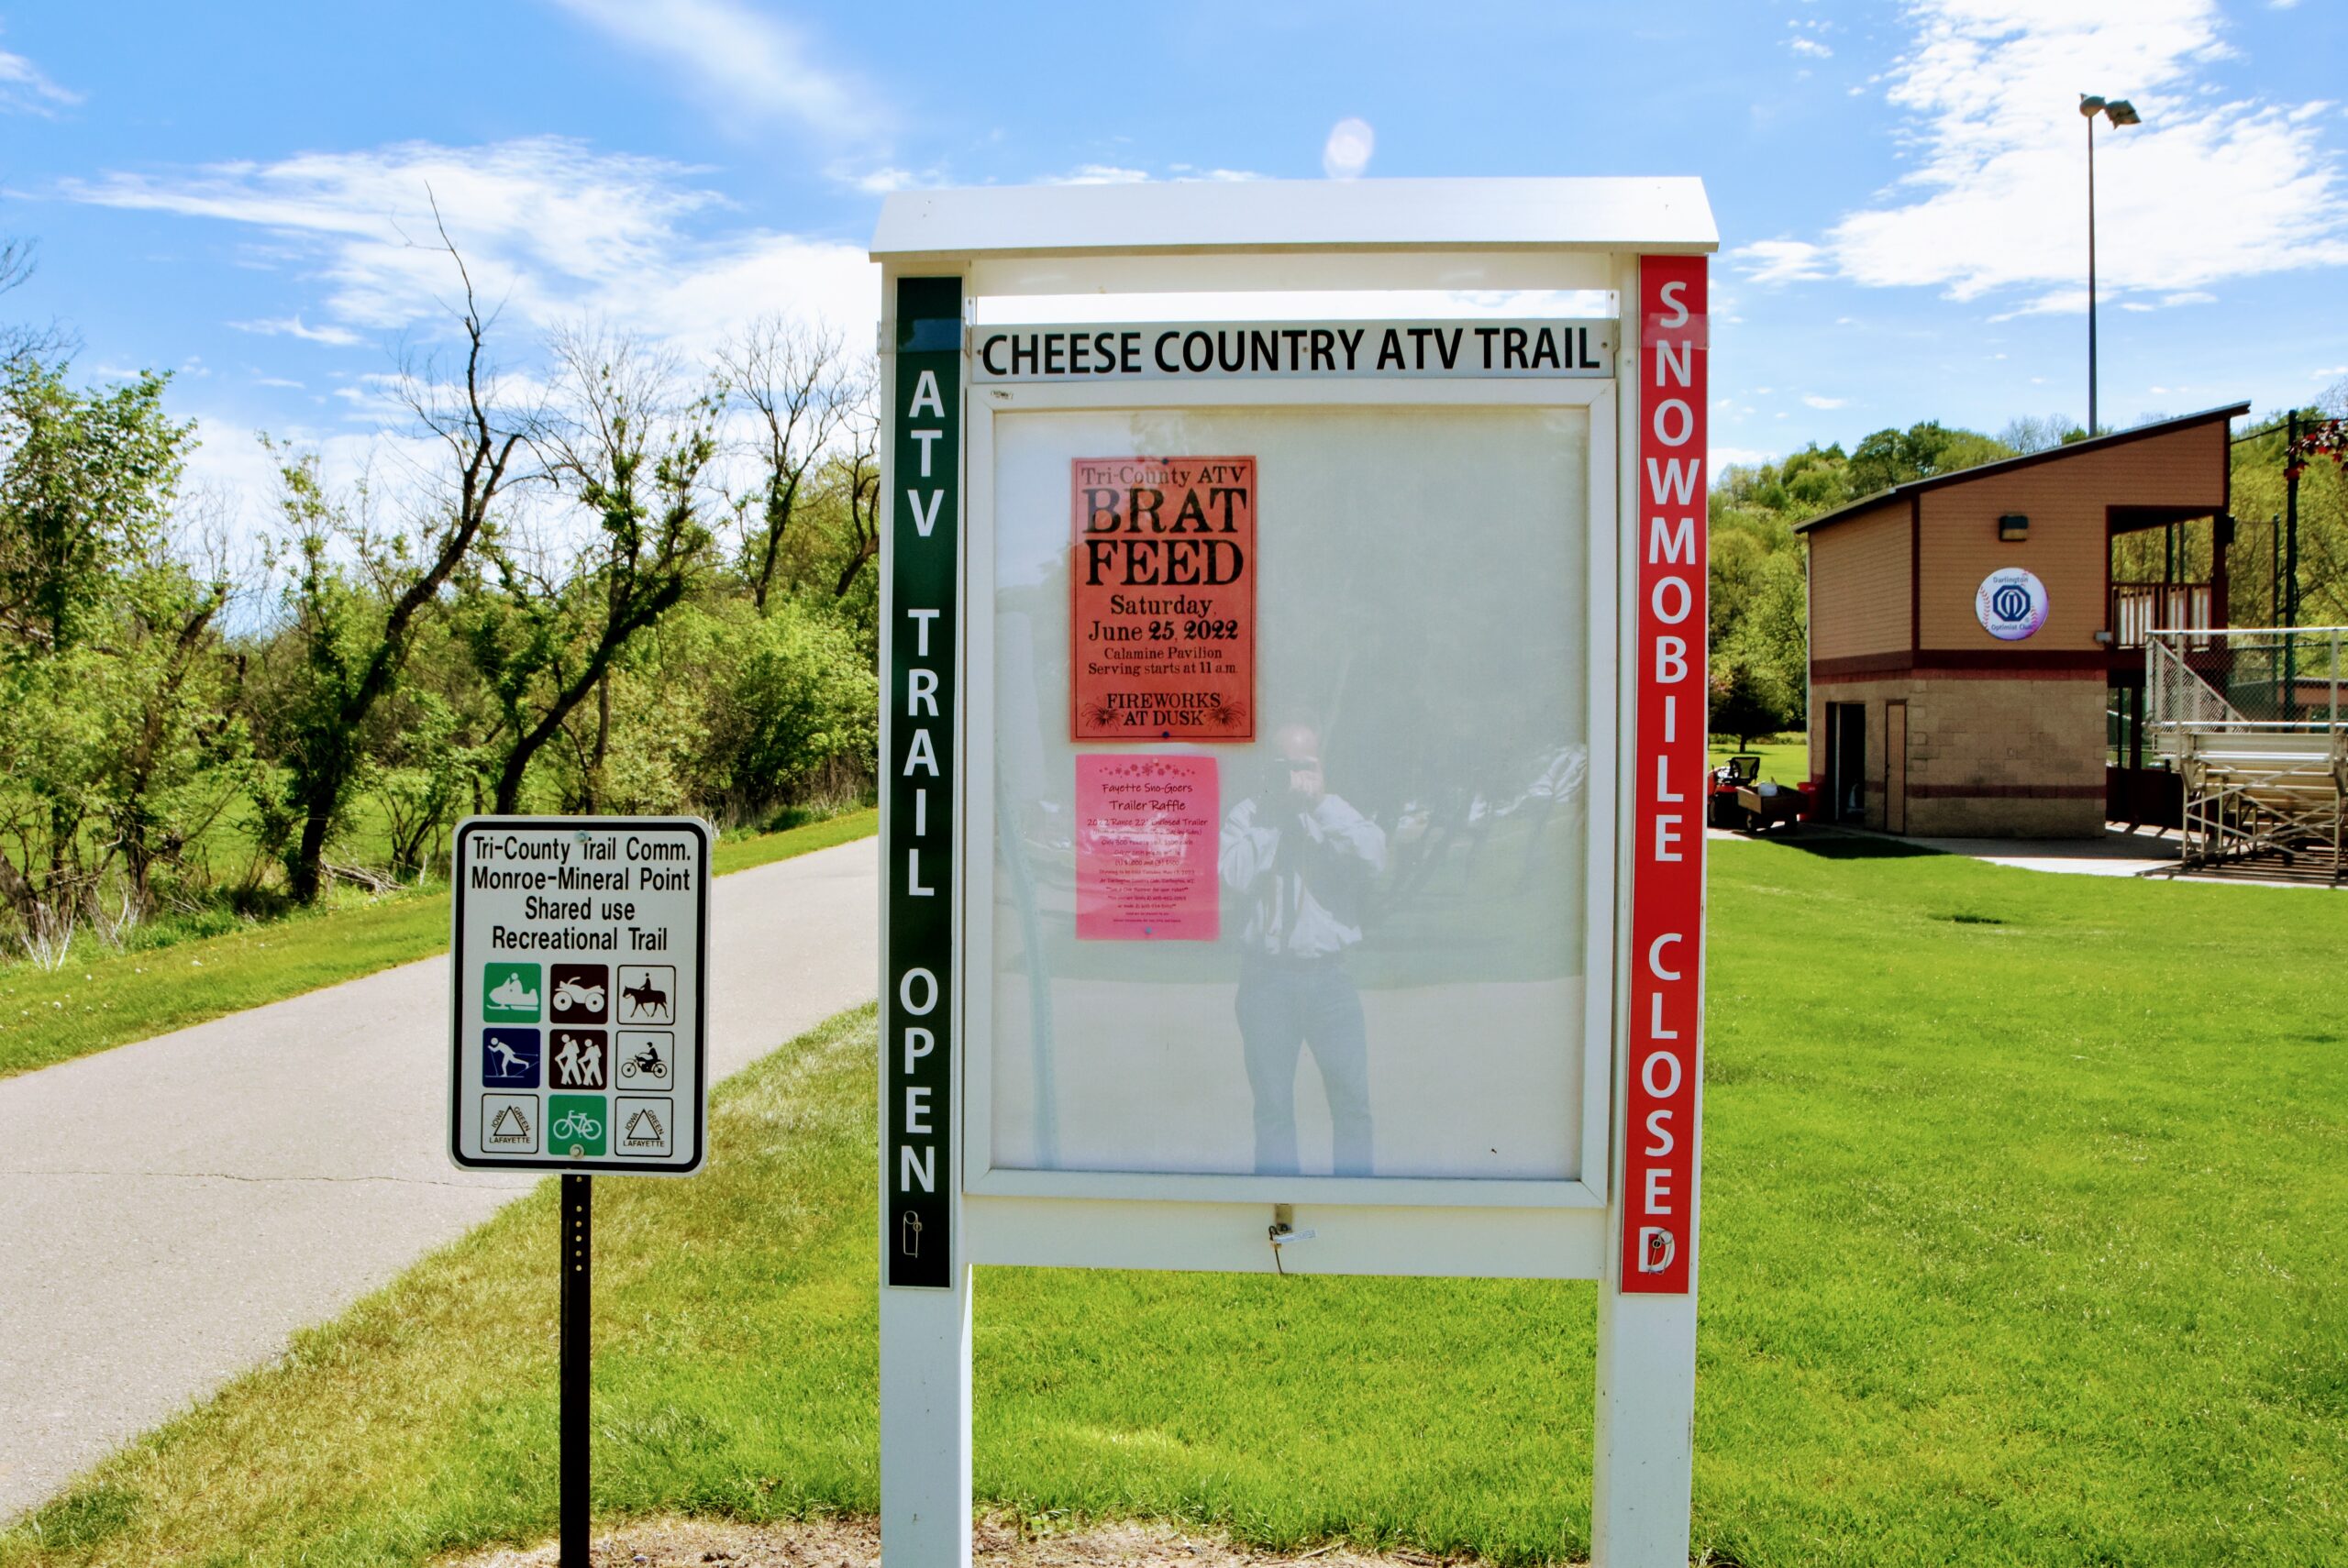 CHEESE COUNTRY ATV TRAIL
ATV TRAIL OPEN
SNOWMOBILE CLOSED
Tri-County ATV
BRAT
FEED
Saturday,
June 25, 2022
Calamine Pavilion
Serving starts at 11 a.m.
FIREWORKS
AT DUSK
Fayette Sno-Goers
Trailer Raffle
Trailer
Tri-County Trail Comm.
Monroe-Mineral Point
Shared use
Recreational Trail
IOWA GREEN
LAFAYETTE
IOWA GREEN
LAFAYETTE
Darlington
Optimist Club